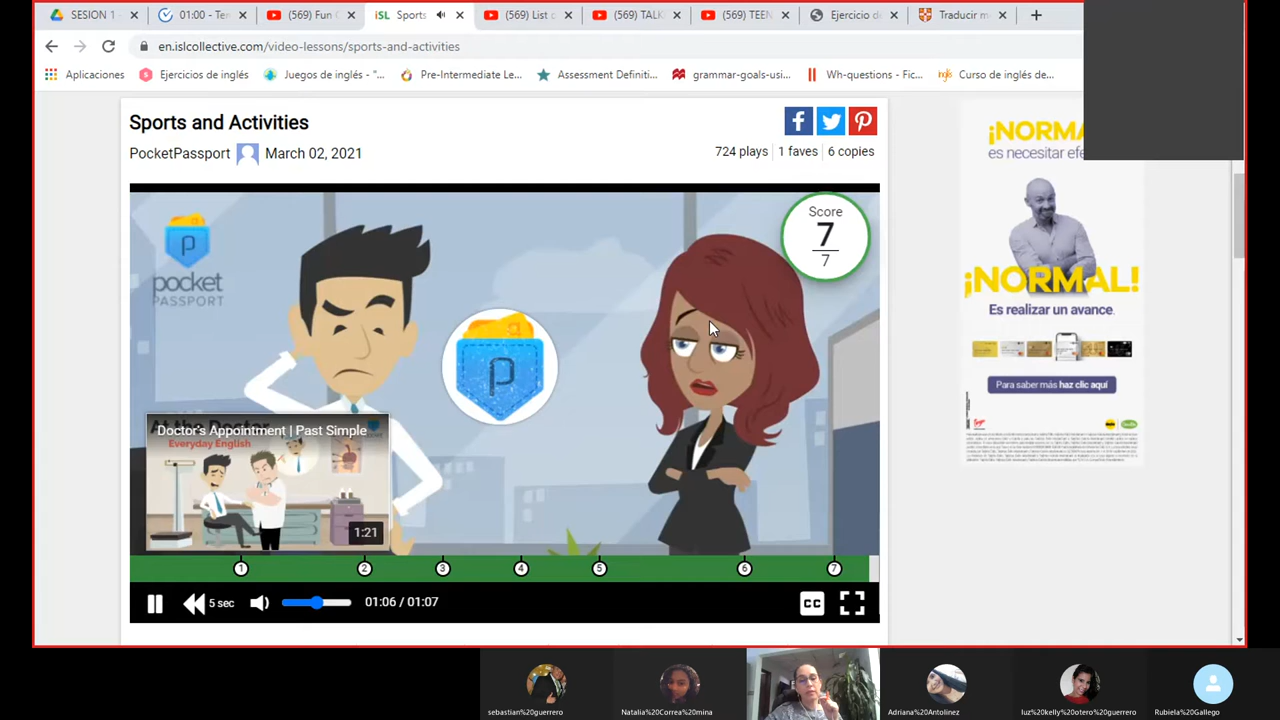 SESION 1 -
01:00 - Ter
(569) Fun G
iSL Sports
(569) List o
(569) TALK
(569) TEEN
Ejercicio de
Traducir m
en.islcollective.com/video-lessons/sports-and-activities
Aplicaciones
Ejercicios de inglés
Juegos de inglés - "...
Pre-Intermediate Le...
Assessment Definiti...
grammar-goals-usi...
Wh-questions - Fic...
Curso de inglés de...
Sports and Activities
PocketPassport March 02, 2021
724 plays 1 faves 6 copies
pocket
PASSPORT
Score
7
7
Doctor's Appointment | Past Simple
Everyday English
1:21
1 2 3 4 5 6 7
5 sec
01:06 / 01:07
CC
¡NORMA
es necesitar efe
¡NORMAL!
Es realizar un avance.
Para saber más haz clic aquí
sebastian%20guerrero
Natalia%20Correa%20mina
Adriana%20Antolinez
luz%20kelly%20otero%20guerrero
Rubiela%20Gallego